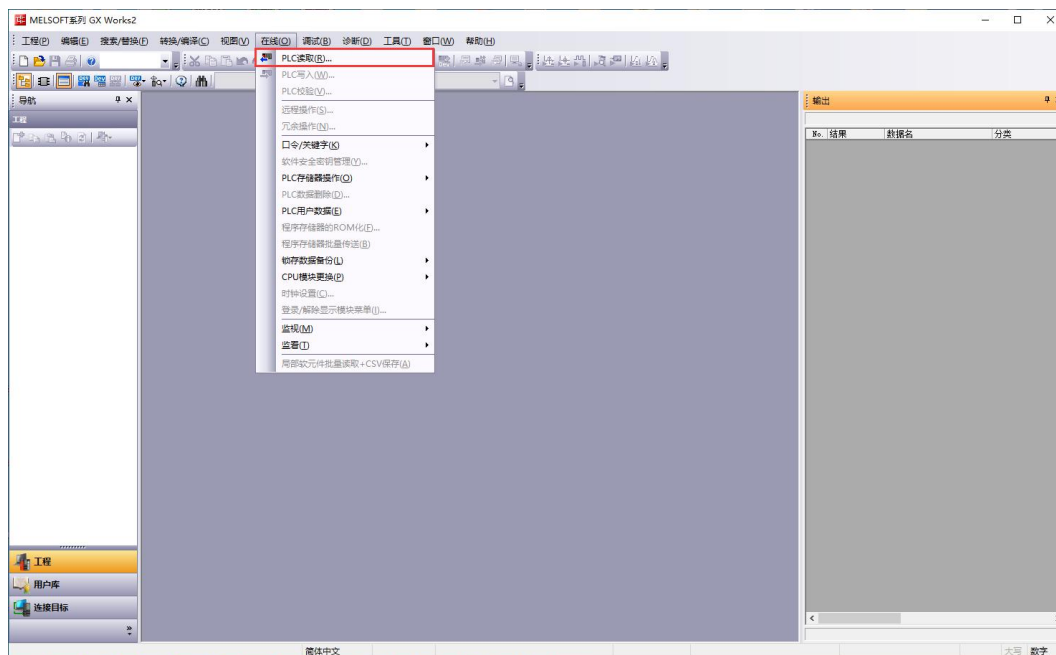 MELSOFT系列 GX Works2
工程(P) 编辑(E) 搜索/替换(F) 转换/编译(C) 视图(V) 在线(O) 调试(B) 诊断(D) 工具(T) 窗口(W) 帮助(H)
导航
工程
PLC读取(R)...
PLC写入(W)...
PLC校验(V)...
远程操作(S)...
冗余操作(N)...
口令/关键字(K)
软件安全密钥管理(Y)...
PLC存储器操作(O)
PLC数据删除(D)...
PLC用户数据(E)
程序存储器的ROM化(F)...
程序存储器批量传送(B)
锁存数据备份(L)
CPU模块更换(P)
时钟设置(C)...
登录/解除显示模块菜单(I)...
监视(M)
监看(T)
局部软元件批量读取+CSV保存(A)
输出
No. 结果 数据名 分类
工程
用户库
连接目标
简体中文 大写 数字